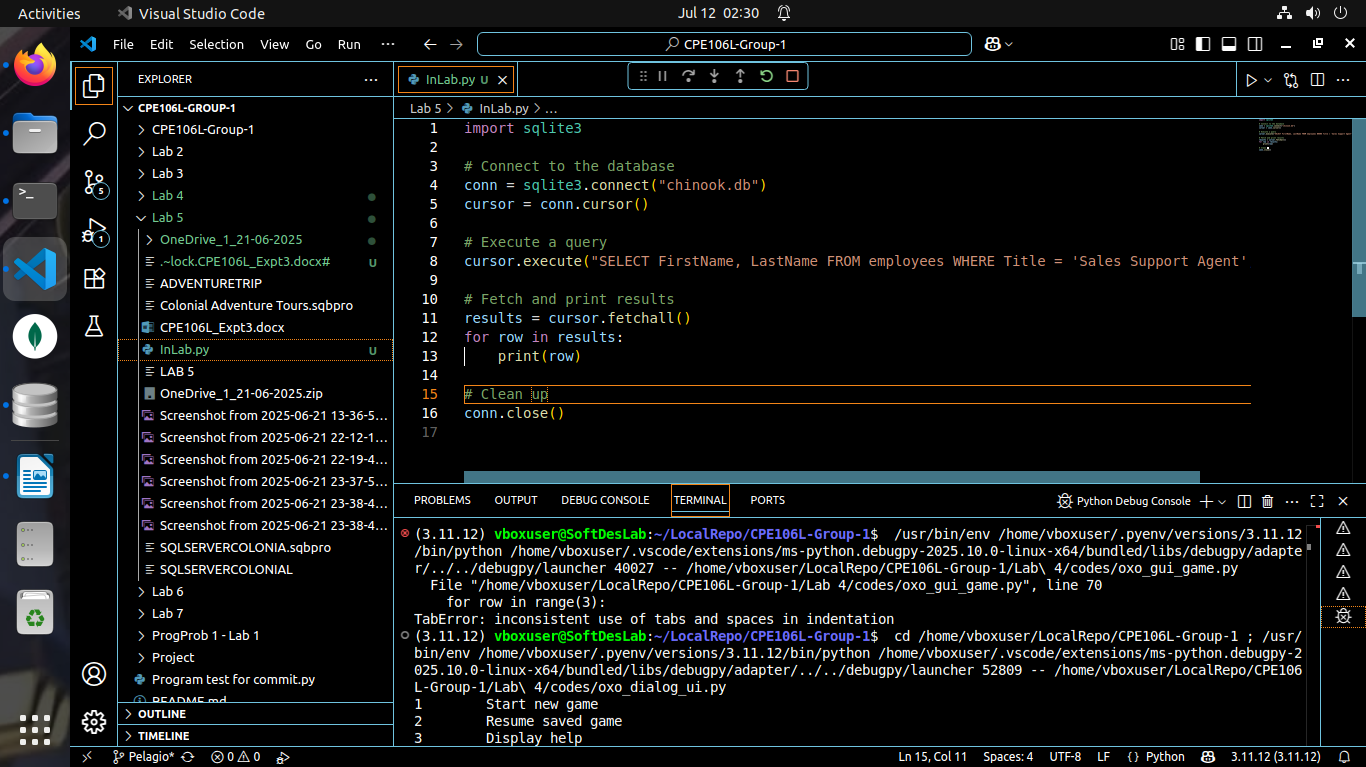 Activities Visual Studio Code Jul 12 02:30
File Edit Selection View Go Run ··· CPE106L-Group-1
EXPLORER
CPE106L-GROUP-1
CPE106L-Group-1
Lab 2
Lab 3
Lab 4
Lab 5
OneDrive_1_21-06-2025
.~lock.CPE106L_Expt3.docx# U
ADVENTURETRIP
Colonial Adventure Tours.sqbpro
CPE106L_Expt3.docx
InLab.py U
LAB 5
OneDrive_1_21-06-2025.zip
Screenshot from 2025-06-21 13-36-5...
Screenshot from 2025-06-21 22-12-1...
Screenshot from 2025-06-21 22-19-4...
Screenshot from 2025-06-21 23-37-5...
Screenshot from 2025-06-21 23-38-4...
Screenshot from 2025-06-21 23-38-4...
SQLSERVERCOLONIA.sqbpro
SQLSERVERCOLONIAL
Lab 6
Lab 7
ProgProb 1 - Lab 1
Project
Program test for commit.py
README.md
OUTLINE
TIMELINE
5
1
InLab.py U
Lab 5 > InLab.py > ...
1 import sqlite3
2
3 # Connect to the database
4 conn = sqlite3.connect("chinook.db")
5 cursor = conn.cursor()
6
7 # Execute a query
8 cursor.execute("SELECT FirstName, LastName FROM employees WHERE Title = 'Sales Support Agent'
9
10 # Fetch and print results
11 results = cursor.fetchall()
12 for row in results:
13     print(row)
14
15 # Clean up
16 conn.close()
17
PROBLEMS OUTPUT DEBUG CONSOLE TERMINAL PORTS Python Debug Console
(3.11.12) vboxuser@SoftDesLab:~/LocalRepo/CPE106L-Group-1$  /usr/bin/env /home/vboxuser/.pyenv/versions/3.11.12
/bin/python /home/vboxuser/.vscode/extensions/ms-python.debugpy-2025.10.0-linux-x64/bundled/libs/debugpy/adapte
r/../../debugpy/launcher 40027 -- /home/vboxuser/LocalRepo/CPE106L-Group-1/Lab\ 4/codes/oxo_gui_game.py
  File "/home/vboxuser/LocalRepo/CPE106L-Group-1/Lab 4/codes/oxo_gui_game.py", line 70
    for row in range(3):
TabError: inconsistent use of tabs and spaces in indentation
(3.11.12) vboxuser@SoftDesLab:~/LocalRepo/CPE106L-Group-1$  cd /home/vboxuser/LocalRepo/CPE106L-Group-1 ; /usr/
bin/env /home/vboxuser/.pyenv/versions/3.11.12/bin/python /home/vboxuser/.vscode/extensions/ms-python.debugpy-2
025.10.0-linux-x64/bundled/libs/debugpy/adapter/../../debugpy/launcher 52809 -- /home/vboxuser/LocalRepo/CPE106
L-Group-1/Lab\ 4/codes/oxo_dialog_ui.py
1        Start new game
2        Resume saved game
3        Display help
Pelagio* 0 0 Ln 15, Col 11 Spaces: 4 UTF-8 LF {} Python 3.11.12 (3.11.12)